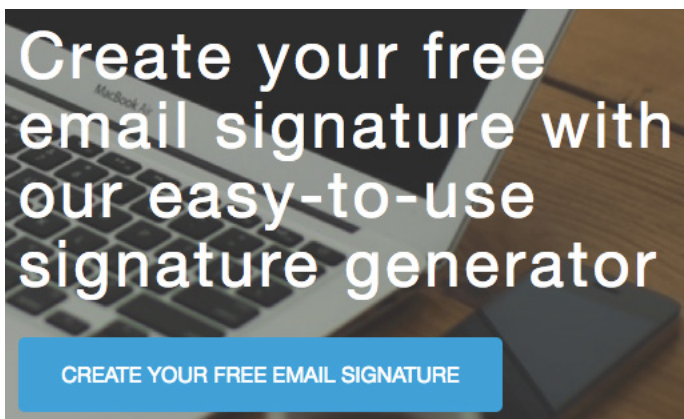 Create your free
MacBook Air
email signature with
our easy-to-use
signature generator
CREATE YOUR FREE EMAIL SIGNATURE